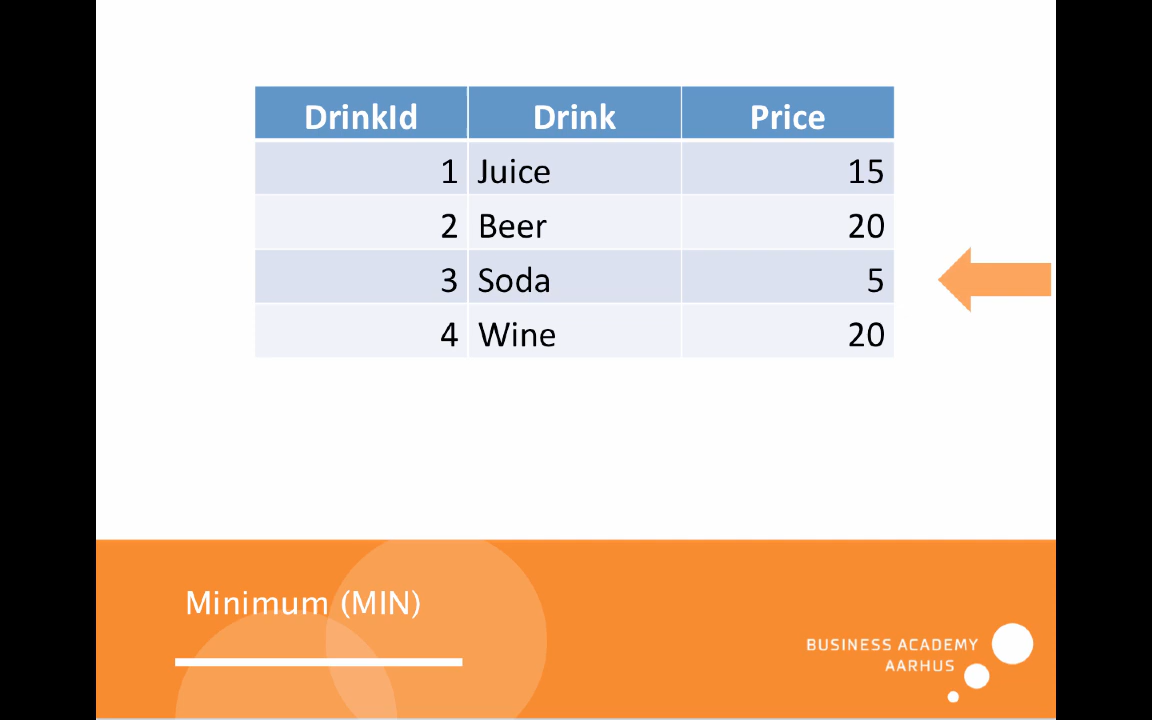 DrinkId Drink Price
1 Juice 15
2 Beer 20
3 Soda 5
4 Wine 20
Minimum (MIN)
BUSINESS ACADEMY
AARHUS